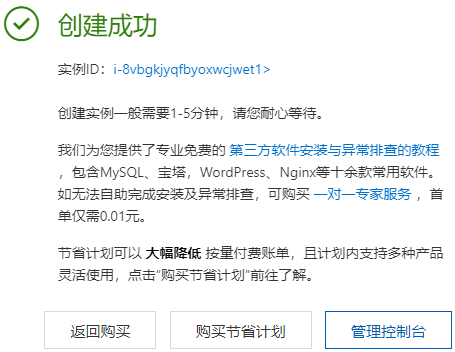 创建成功
实例ID：i-8vbgkjyqfbyoxwcjwet1>
创建实例一般需要1-5分钟，请您耐心等待。
我们为您提供了专业免费的 第三方软件安装与异常排查的教程
，包含MySQL、宝塔，WordPress、Nginx等十余款常用软件。
如无法自助完成安装及异常排查，可购买 一对一专家服务 ，首
单仅需0.01元。
节省计划可以 大幅降低 按量付费账单，且计划内支持多种产品
灵活使用，点击“购买节省计划”前往了解。
返回购买 购买节省计划 管理控制台